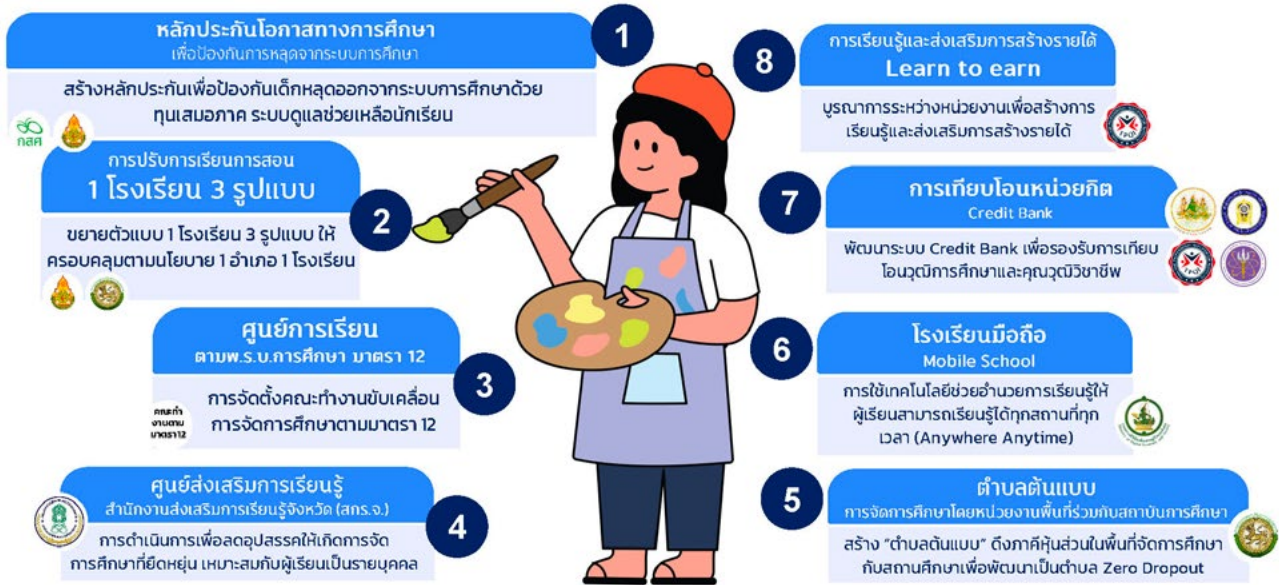 หลักประกันโอกาสทางการศึกษา
เพื่อป้องกันการหลุดจากระบบการศึกษา
1
สร้างหลักประกันเพื่อป้องกันเด็กหลุดออกจากระบบการศึกษาด้วย
ทุนเสมอภาค ระบบดูแลช่วยเหลือนักเรียน
กสศ
การปรับการเรียนการสอน
1 โรงเรียน 3 รูปแบบ
2
ขยายตัวแบบ 1 โรงเรียน 3 รูปแบบ ให้
ครอบคลุมตามนโยบาย 1 อำเภอ 1 โรงเรียน
ศูนย์การเรียน
ตามพ.ร.บ.การศึกษา มาตรา 12
3
การจัดตั้งคณะทำงานขับเคลื่อน
การจัดการศึกษาตามมาตรา 12
คณะทำ
งานตาม
มาตรา12
ศูนย์ส่งเสริมการเรียนรู้
สำนักงานส่งเสริมการเรียนรู้จังหวัด (สกร.จ.)
4
การดำเนินการเพื่อลดอุปสรรคให้เกิดการจัด
การศึกษาที่ยืดหยุ่น เหมาะสมกับผู้เรียนเป็นรายบุคคล
5
ตำบลต้นแบบ
การจัดการศึกษาโดยหน่วยงานพื้นที่ร่วมกับสถาบันการศึกษา
สร้าง "ตำบลต้นแบบ" ดึงภาคีหุ้นส่วนในพื้นที่จัดการศึกษา
กับสถานศึกษาเพื่อพัฒนาเป็นตำบล Zero Dropout
6
โรงเรียนมือถือ
Mobile School
การใช้เทคโนโลยีช่วยอำนวยการเรียนรู้ให้
ผู้เรียนสามารถเรียนรู้ได้ทุกสถานที่ทุก
เวลา (Anywhere Anytime)
7
การเทียบโอนหน่วยกิต
Credit Bank
พัฒนาระบบ Credit Bank เพื่อรองรับการเทียบ
โอนวุฒิการศึกษาและคุณวุฒิวิชาชีพ
TPQI
8
การเรียนรู้และส่งเสริมการสร้างรายได้
Learn to earn
บูรณาการระหว่างหน่วยงานเพื่อสร้างการ
เรียนรู้และส่งเสริมการสร้างรายได้
TPQI